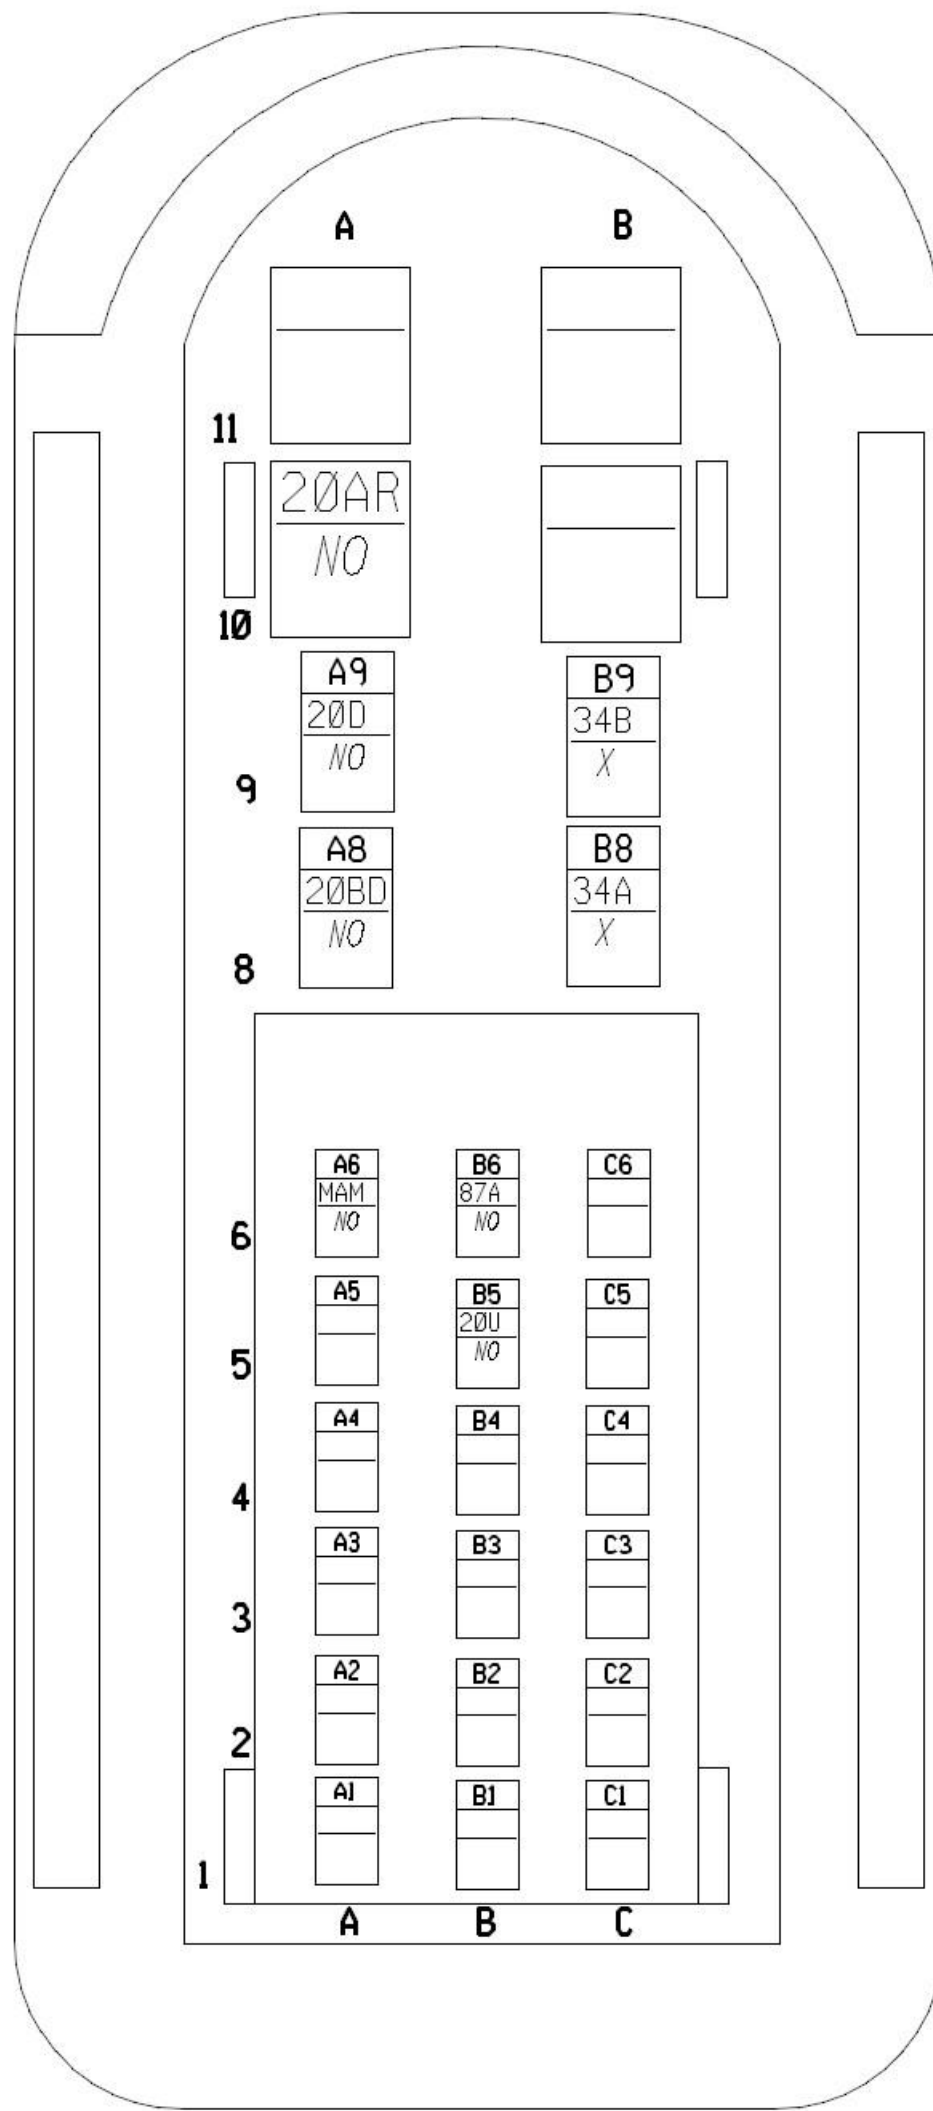 A B
11
20AR
NO
10
A9 B9
20D 34B
NO X
9
A8 B8
20BD 34A
NO X
8
A6 B6 C6
MAM 87A
NO NO
6
A5 B5 C5
20U
NO
5
A4 B4 C4
4
A3 B3 C3
3
A2 B2 C2
2
A1 B1 C1
1
A B C